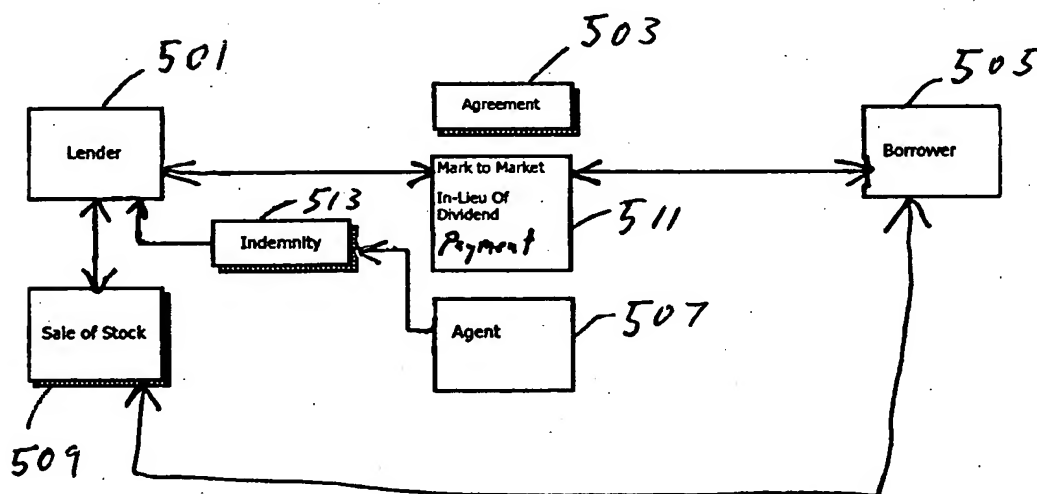 501
503
505
Agreement
Lender
Borrower
Mark to Market
In-Lieu Of
Dividend
Payment
511
513
Indemnity
Agent
507
Sale of Stock
509